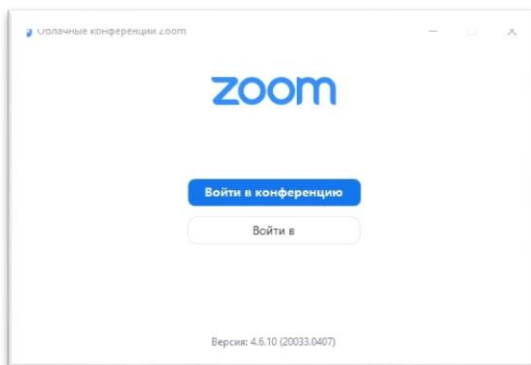 Облачные конференции Zoom
zoom
Войти в конференцию
Войти в
Версия: 4.6.10 (20033.0407)